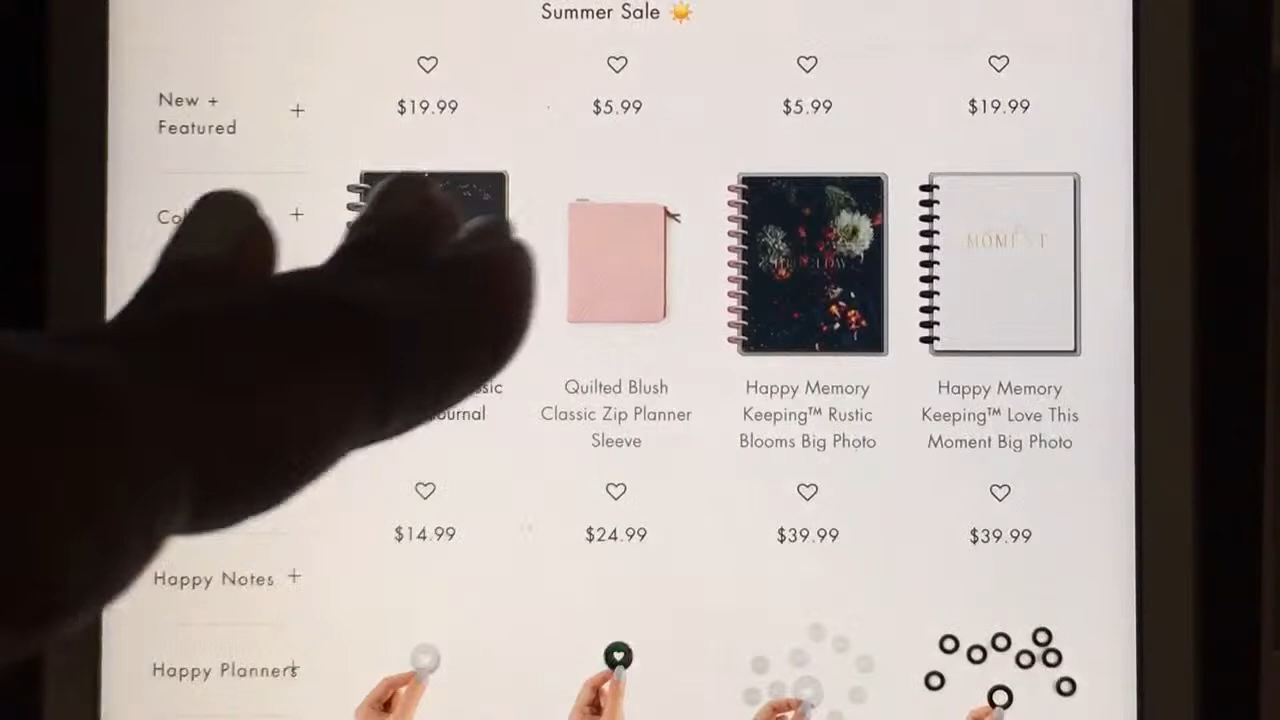 Summer Sale ☀️
New +
Featured
+
$19.99
$5.99
$5.99
$19.99
+
MOMENT
Quilted Blush
Classic Zip Planner
Sleeve
Happy Memory
Keeping™ Rustic
Blooms Big Photo
Happy Memory
Keeping™ Love This
Moment Big Photo
$14.99
$24.99
$39.99
$39.99
Happy Notes +
Happy Planners +